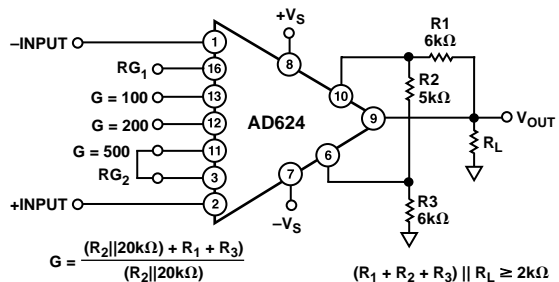 –INPUT
1
+VS
8
R1
6kΩ
RG1
16
G = 100
13
10
R2
5kΩ
G = 200
12
AD624
9
VOUT
G = 500
11
6
RL
RG2
3
7
R3
6kΩ
+INPUT
2
–VS
G = (R2||20kΩ) + R1 + R3)
(R2||20kΩ)
(R1 + R2 + R3) || RL ≥ 2kΩ